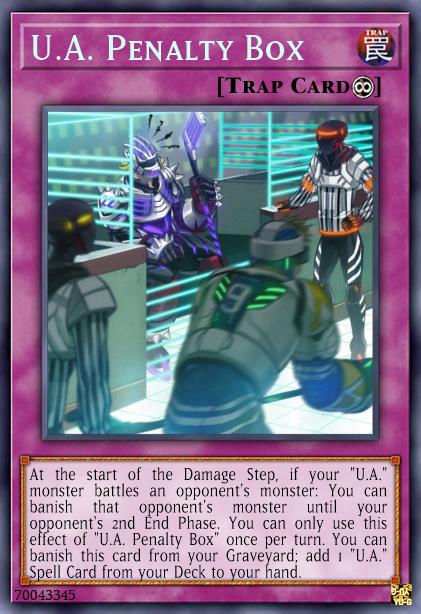 U.A. Penalty Box
TRAP
罠
[Trap Card]
9
At the start of the Damage Step, if your "U.A."
monster battles an opponent's monster: You can
banish that opponent's monster until your
opponent's 2nd End Phase. You can only use this
effect of "U.A. Penalty Box" once per turn. You can
banish this card from your Graveyard; add 1 "U.A."
Spell Card from your Deck to your hand.
70043345